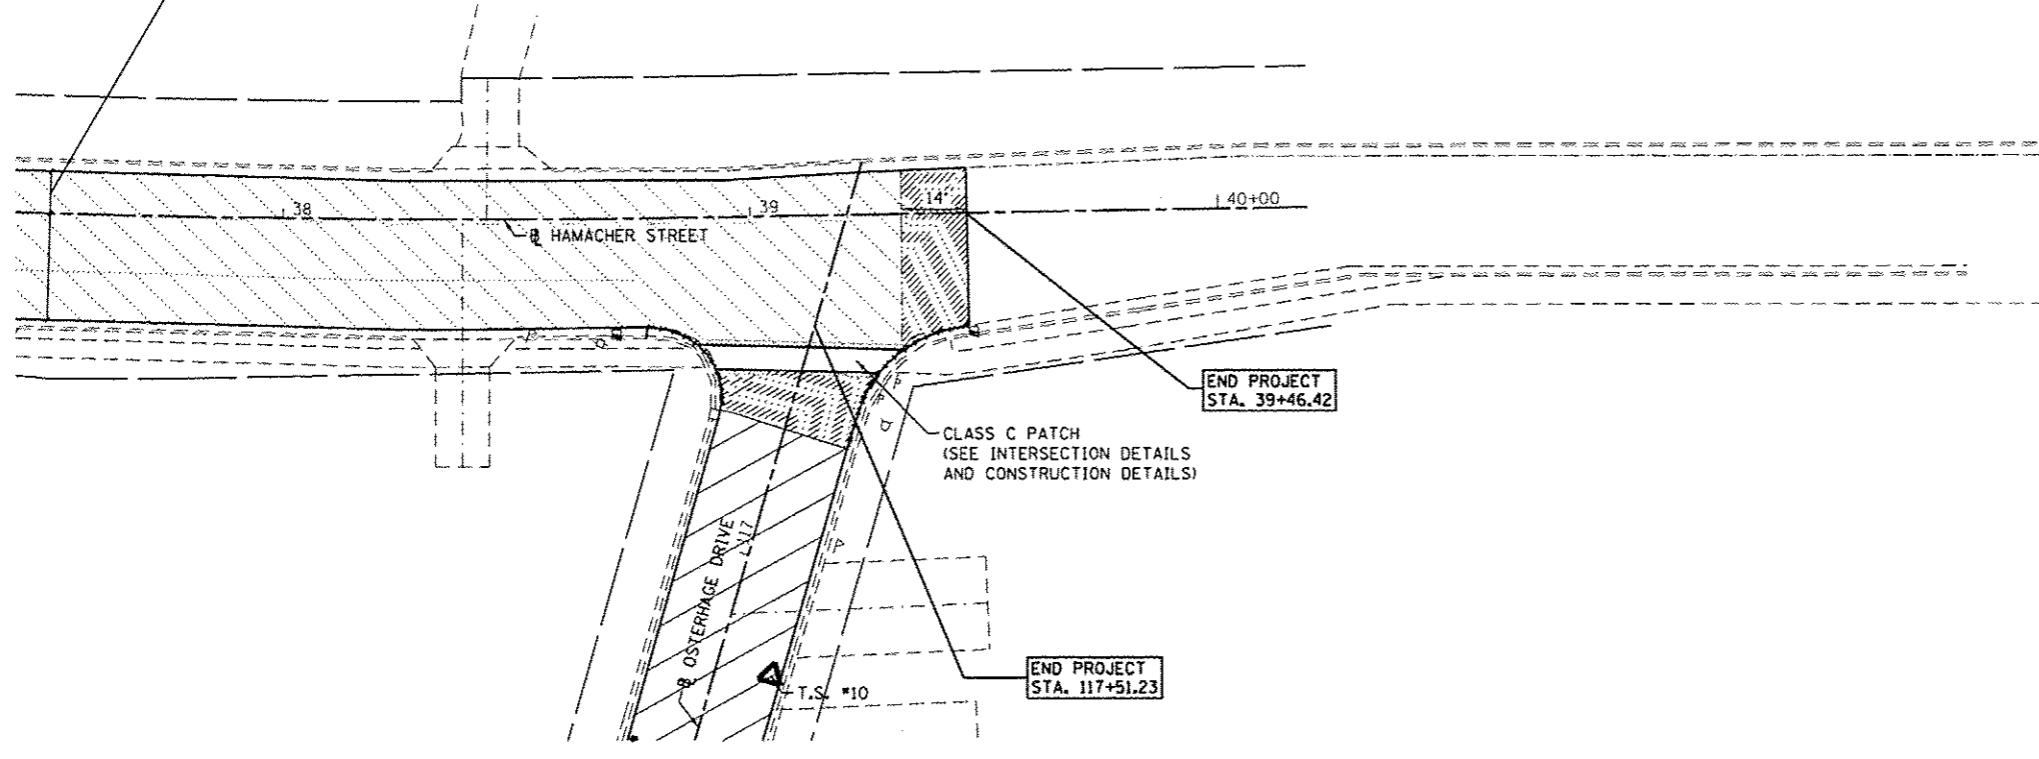 38
39
14'
40+00
℄ HAMACHER STREET
END PROJECT
STA. 39+46.42
CLASS C PATCH
(SEE INTERSECTION DETAILS
AND CONSTRUCTION DETAILS)
117
℄ OSTERHAGE DRIVE
END PROJECT
STA. 117+51.23
T.S. #10